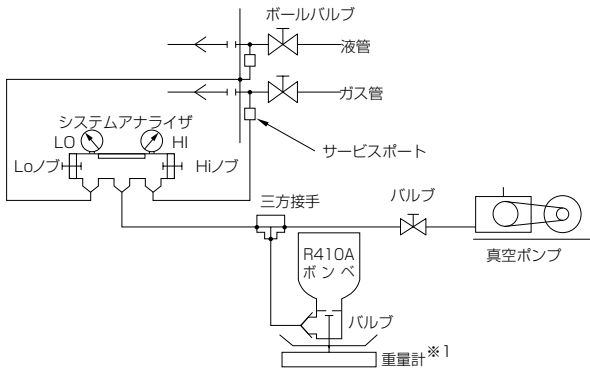 ボールバルブ
液管
ガス管
システムアナライザ
LO
HI
Loノブ
Hiノブ
サービスポート
三方接手
バルブ
R410A
ボンベ
真空ポンプ
バルブ
重量計※1